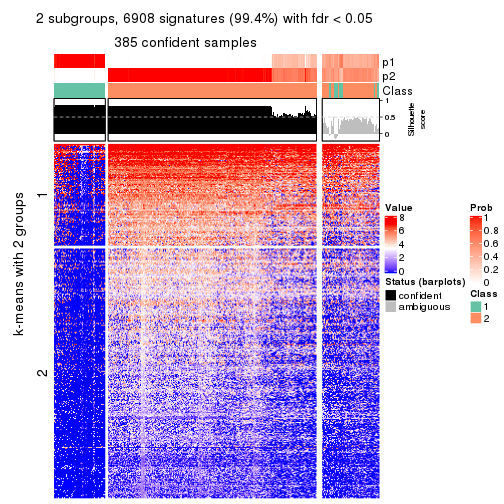 2 subgroups, 6908 signatures (99.4%) with fdr < 0.05
385 confident samples
p1
p2
Class
1
0.5
0
Silhouette
score
k-means with 2 groups
1
2
Value
8
6
4
2
0
Status (barplots)
confident
ambiguous
Prob
1
0.8
0.6
0.4
0.2
0
Class
1
2